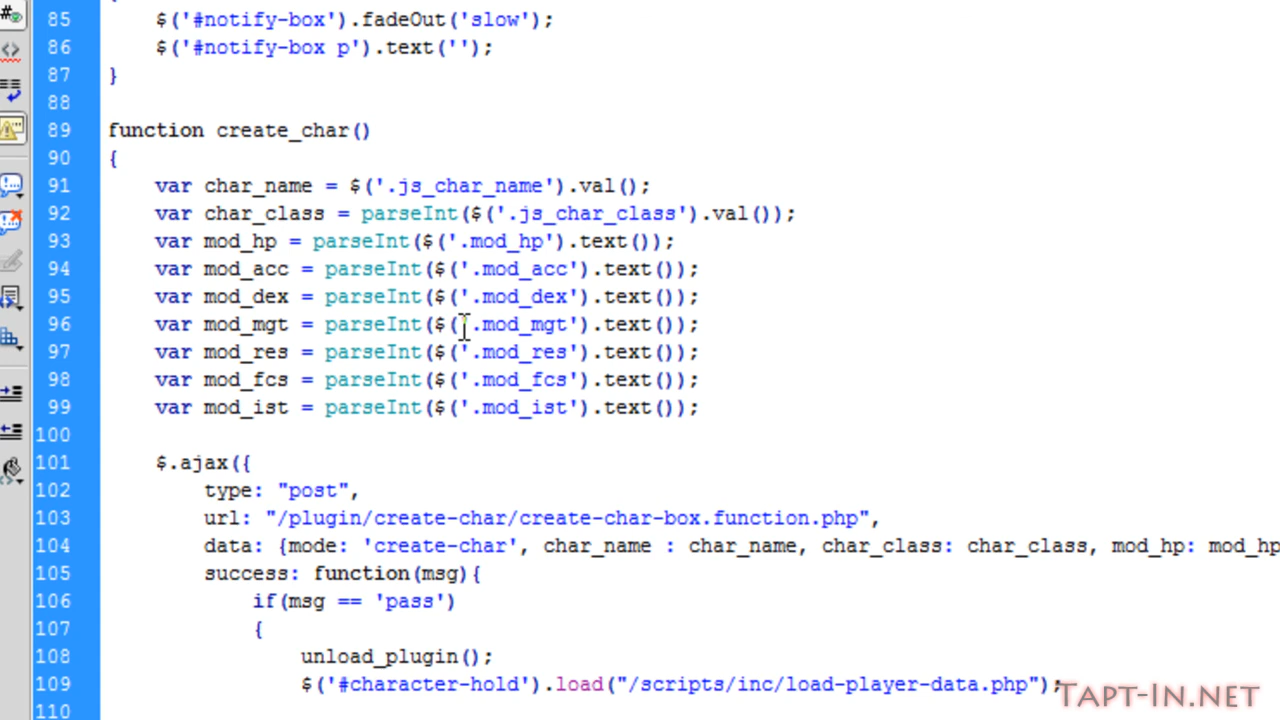 85 $('#notify-box').fadeOut('slow');
86 $('#notify-box p').text('');
87 }
88
89 function create_char()
90 {
91 var char_name = $('.js_char_name').val();
92 var char_class = parseInt($('.js_char_class').val());
93 var mod_hp = parseInt($('.mod_hp').text());
94 var mod_acc = parseInt($('.mod_acc').text());
95 var mod_dex = parseInt($('.mod_dex').text());
96 var mod_mgt = parseInt($('.mod_mgt').text());
97 var mod_res = parseInt($('.mod_res').text());
98 var mod_fcs = parseInt($('.mod_fcs').text());
99 var mod_ist = parseInt($('.mod_ist').text());
100
101 $.ajax({
102 type: "post",
103 url: "/plugin/create-char/create-char-box.function.php",
104 data: {mode: 'create-char', char_name : char_name, char_class: char_class, mod_hp: mod_hp
105 success: function(msg){
106 if(msg == 'pass')
107 {
108 unload_plugin();
109 $('#character-hold').load("/scripts/inc/load-player-data.php");
110
Tapt-In.net